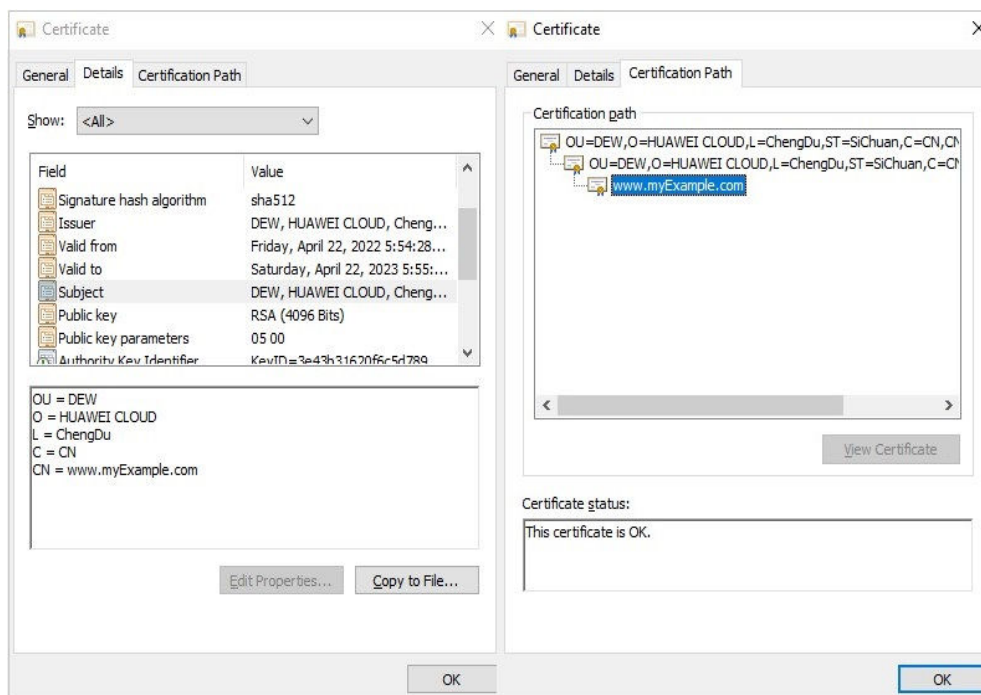 Certificate
General Details Certification Path
Show: <All>
Field Value
Signature hash algorithm sha512
Issuer DEW, HUAWEI CLOUD, Cheng...
Valid from Friday, April 22, 2022 5:54:28...
Valid to Saturday, April 22, 2023 5:55:...
Subject DEW, HUAWEI CLOUD, Cheng...
Public key RSA (4096 Bits)
Public key parameters 05 00
Authority Key Identifier KeyID=3e43b31620f6c5d789
OU = DEW
O = HUAWEI CLOUD
L = ChengDu
C = CN
CN = www.myExample.com
Edit Properties... Copy to File...
OK
Certificate
General Details Certification Path
Certification path
OU=DEW,O=HUAWEI CLOUD,L=ChengDu,ST=SiChuan,C=CN,CN
OU=DEW,O=HUAWEI CLOUD,L=ChengDu,ST=SiChuan,C=CN
www.myExample.com
View Certificate
Certificate status:
This certificate is OK.
OK